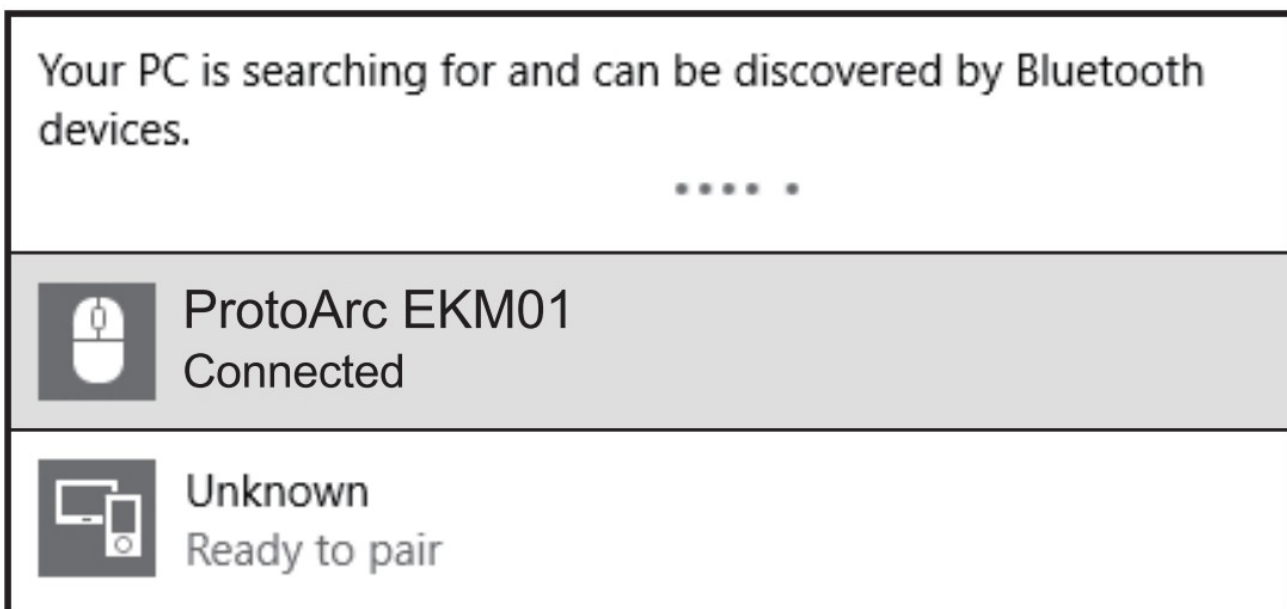 Your PC is searching for and can be discovered by Bluetooth
devices.
ProtoArc EKM01
Connected
Unknown
Ready to pair